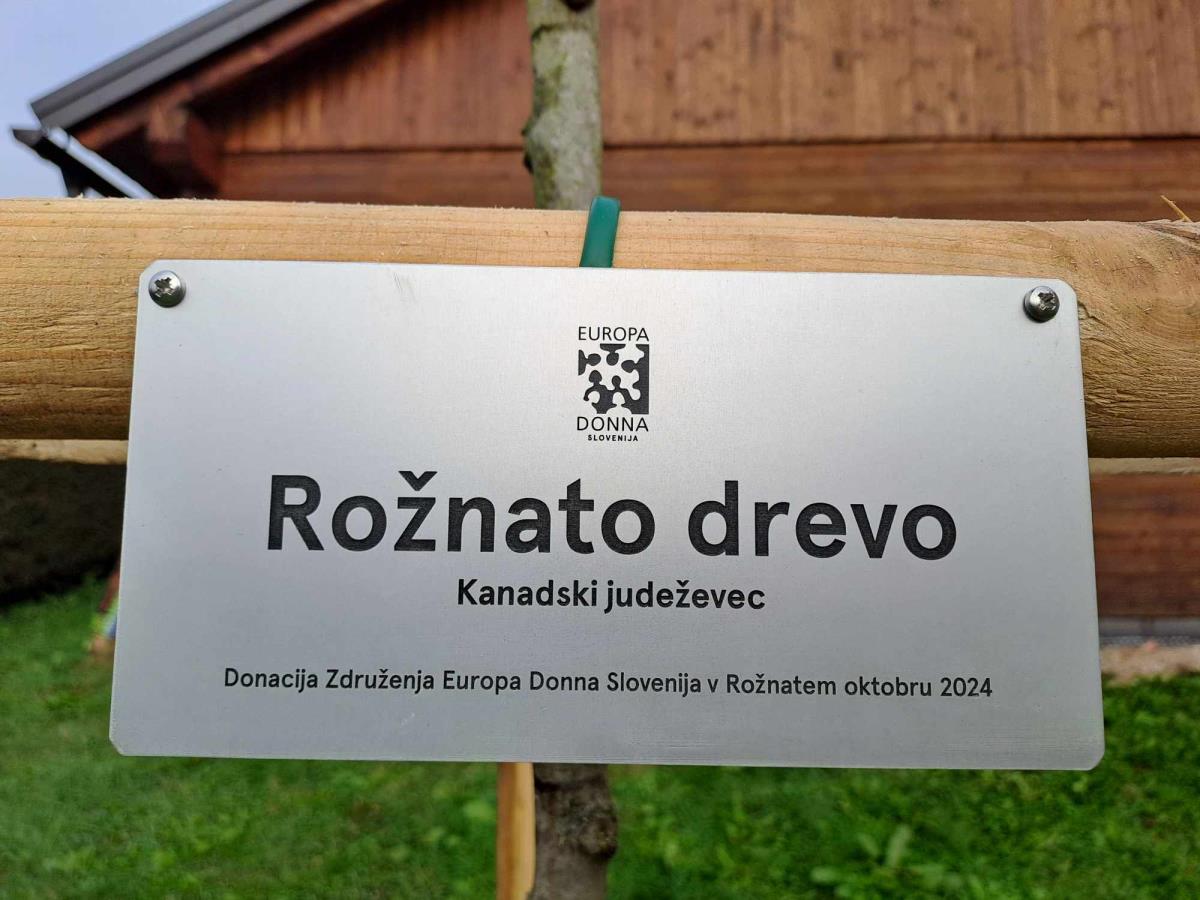 EUROPA
DONNA
SLOVENIJA
Rožnato drevo
Kanadski judeževec
Donacija Združenja Europa Donna Slovenija v Rožnatem oktobru 2024